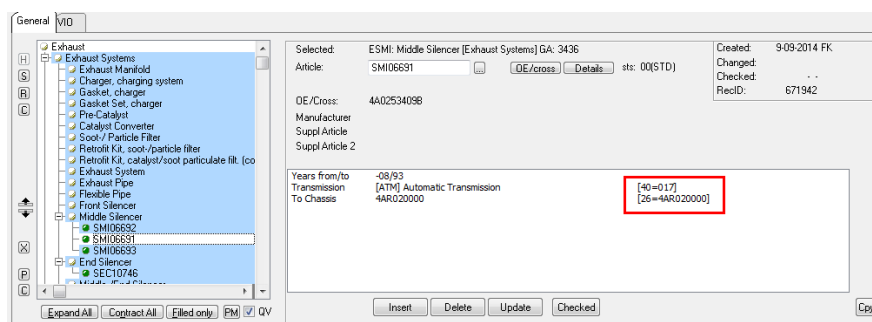 General VIO
H
S
R
C
X
P
C
Exhaust
Exhaust Systems
Exhaust Manifold
Charger, charging system
Gasket, charger
Gasket Set, charger
Pre-Catalyst
Catalyst Converter
Soot-/ Particle Filter
Retrofit Kit, soot-/particle filter
Retrofit Kit, catalyst/soot particulate filt. (co
Exhaust System
Exhaust Pipe
Flexible Pipe
Front Silencer
Middle Silencer
SMI06692
SMI06691
SMI06693
End Silencer
SEC10746
Expand All Contract All Filled only PM QV
Selected: ESMI: Middle Silencer [Exhaust Systems] GA: 3436
Article: SMI06691 ... OE/cross Details sts: 00(STD)
OE/Cross: 4A0253409B
Manufacturer
Suppl Article
Suppl Article 2
Created: 9-09-2014 FK
Changed:
Checked: - -
RecID: 671942
Years from/to -08/93
Transmission [ATM] Automatic Transmission [40=017]
To Chassis 4AR020000 [26=4AR020000]
Insert Delete Update Checked